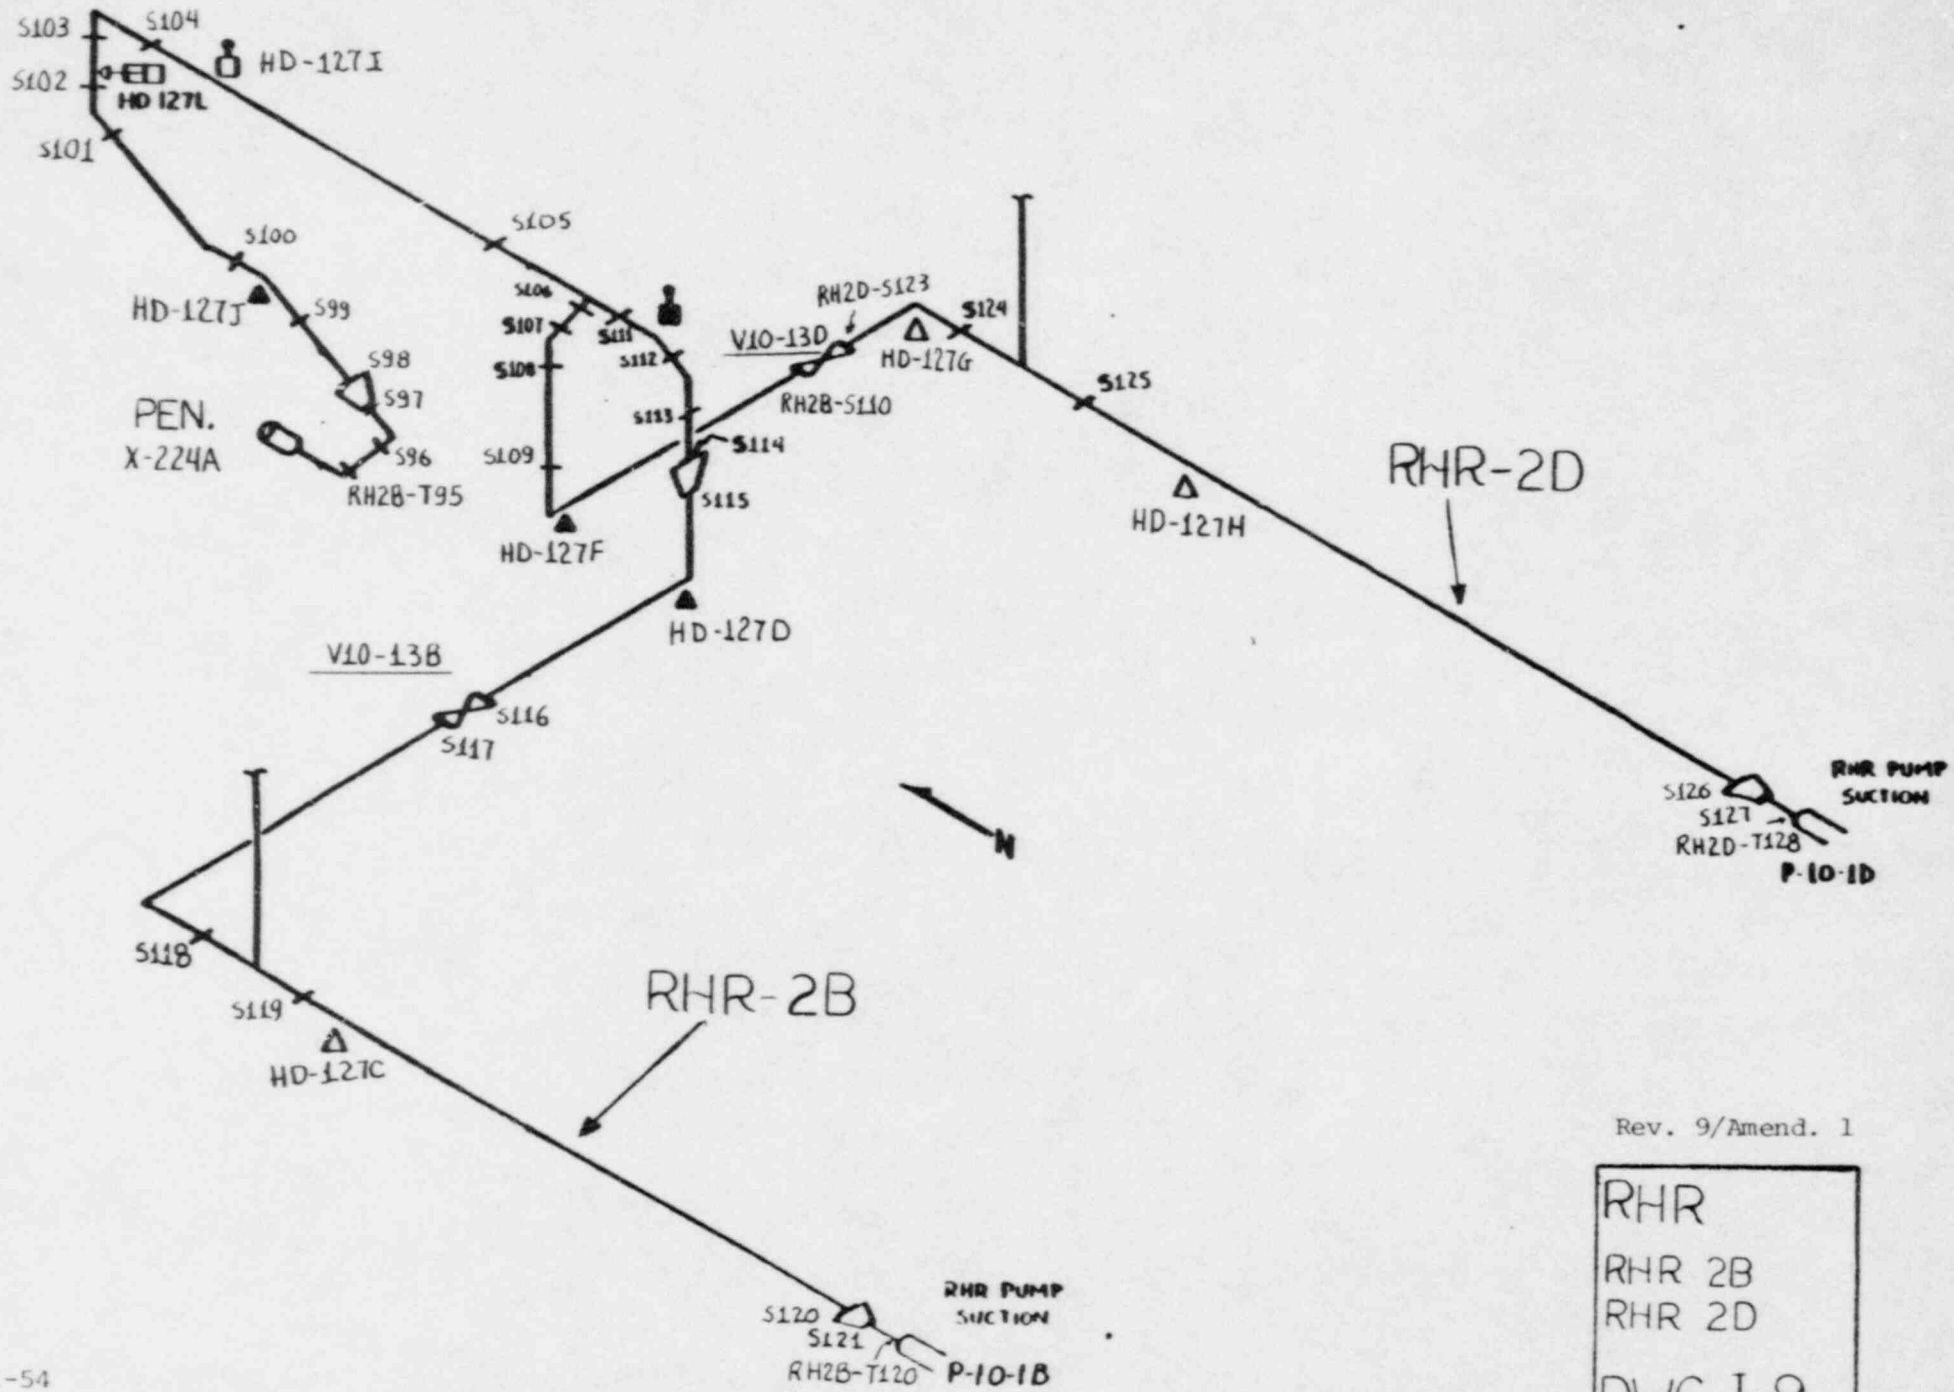 S103
S104
HD-127I
S102
HD 127L
S101
S100
HD-127J
S99
S98
S97
PEN.
X-224A
S96
RH2B-T95
S105
S106
S107
S111
S108
S112
S109
S113
S114
S115
HD-127F
HD-127D
RH2D-S123
V10-13D
RH2B-S110
HD-127G
S124
S125
HD-127H
RHR-2D
V10-13B
S116
S117
N
S126
RHR PUMP
SUCTION
S127
RH2D-T128
P-10-1D
S118
S119
HD-127C
RHR-2B
S120
RHR PUMP
SUCTION
S121
RH2B-T120
P-10-1B
Rev. 9/Amend. 1
RHR
RHR 2B
RHR 2D
-54